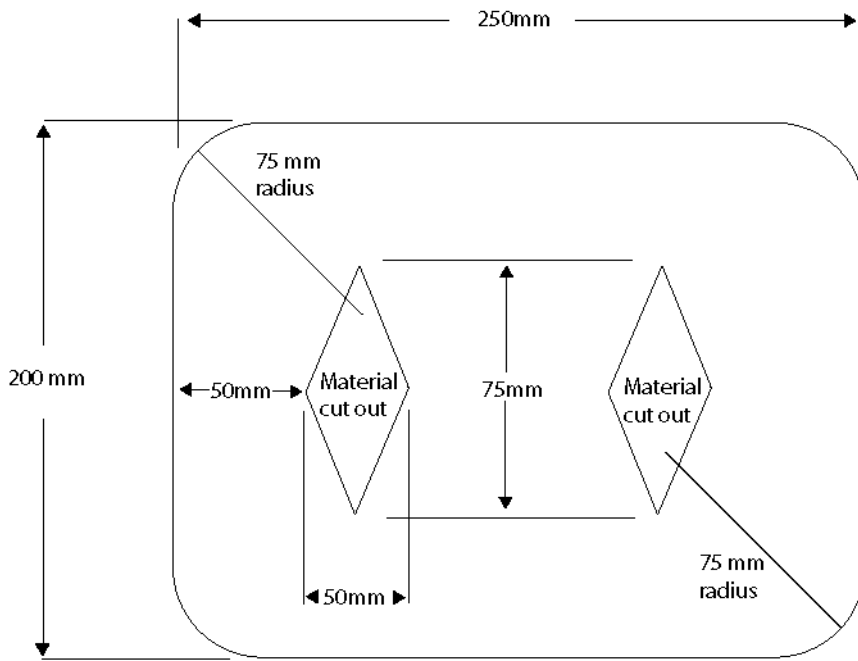 250mm
75 mm
radius
200 mm
50mm
Material
cut out
75mm
Material
cut out
50mm
75 mm
radius